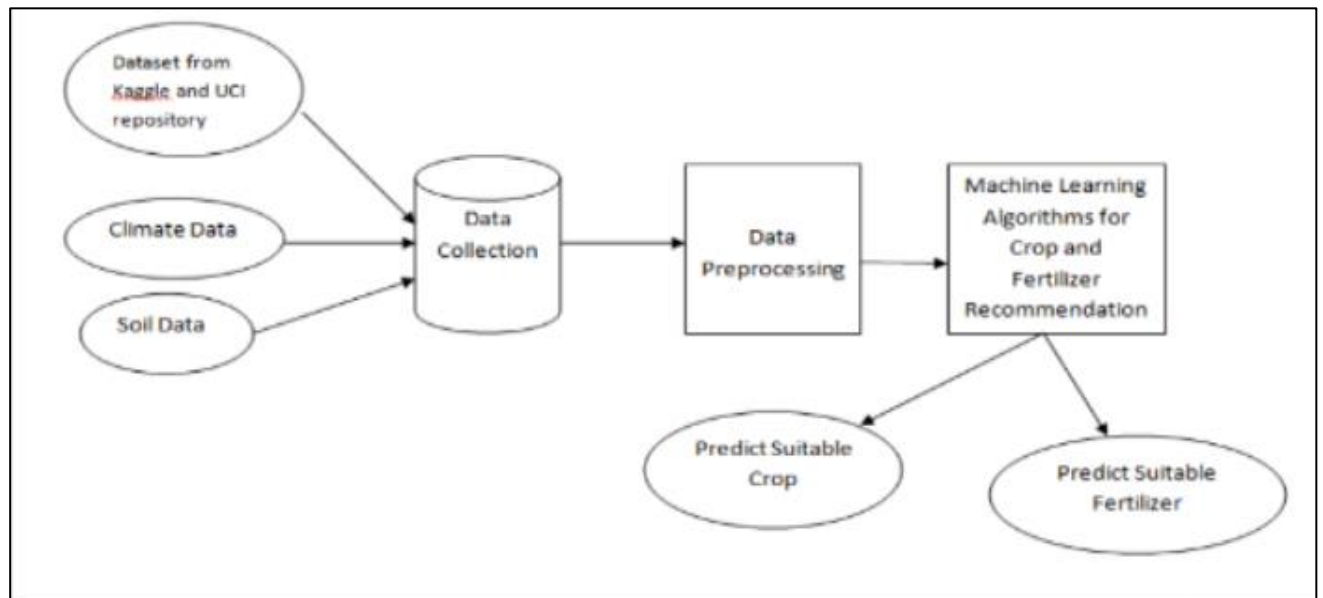 Dataset from
Kaggle and UCI
repository
Climate Data
Soil Data
Data
Collection
Data
Preprocessing
Machine Learning
Algorithms for
Crop and
Fertilizer
Recommendation
Predict Suitable
Crop
Predict Suitable
Fertilizer